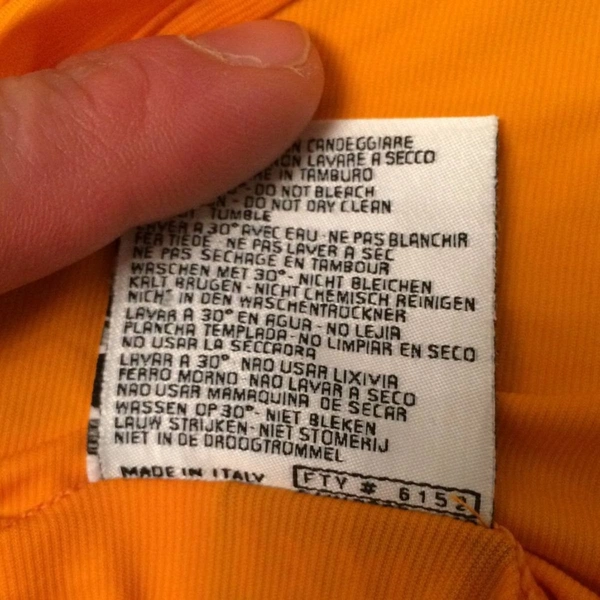 CANDEGGIARE
NON LAVARE A SECCO
IN TAMBURO
- DO NOT BLEACH
- DO NOT DRY CLEAN
TUMBLE
LAVER A 30° AVEC EAU - NE PAS BLANCHIR
FER TIEDE - NE PAS LAVER A SEC
NE PAS SECHAGE EN TAMBOUR
WASCHEN MET 30° - NICHT BLEICHEN
KALT BRUGEN - NICHT CHEMISCH REINIGEN
NICHT IN DEN WASCHENTRUCKNER
LAVAR A 30° EN AGUA - NO LEJIA
PLANCHA TEMPLADA - NO LIMPIAR EN SECO
NO USAR LA SECCADRA
LAVAR A 30° - NAO USAR LIXIVIA
FERRO MORNO - NAO LAVAR A SECO
NAO USAR MAMAQUINA DE SECAR
WASSEN OP 30° - NIET BLEKEN
LAUW STRIJKEN - NIET STOMERIJ
NIET IN DE DROOGTROMMEL
MADE IN ITALY FTY # 6152